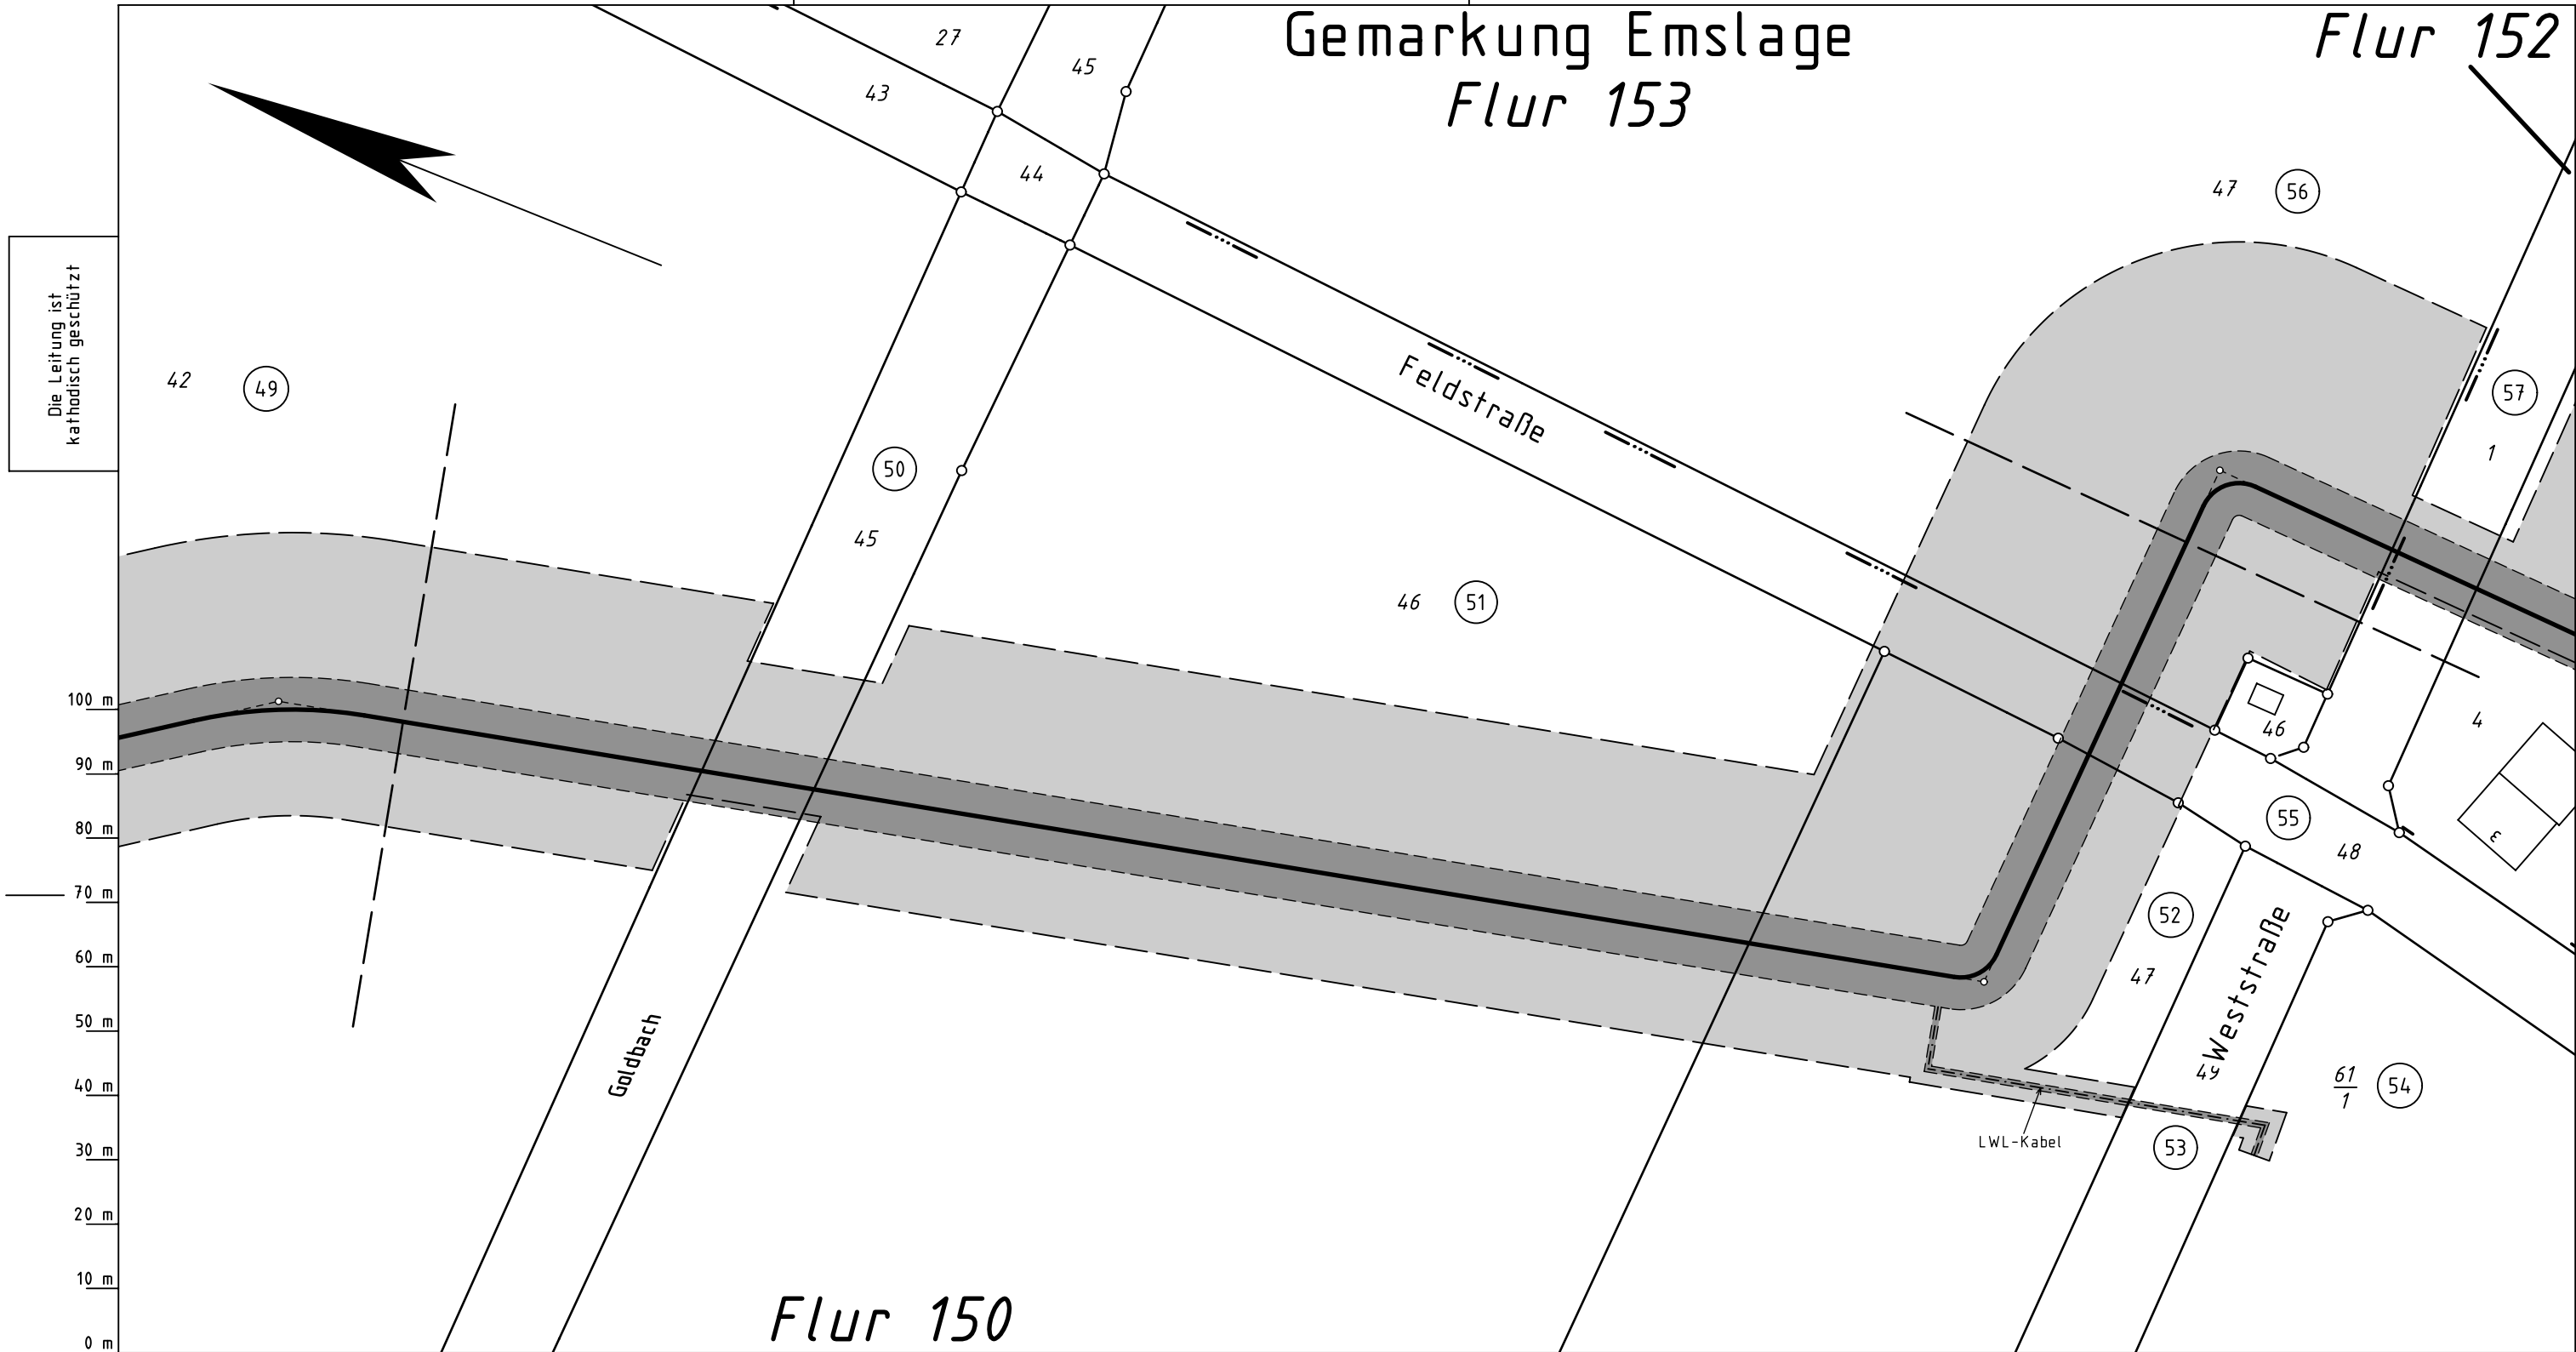 Gemarkung Emslage
Flur 153
Flur 152
27
45
43
44
47
56
Die Leitung ist
kathodisch geschützt
42
49
Feldstraße
57
1
50
45
46
51
100 m
90 m
80 m
70 m
60 m
50 m
40 m
30 m
20 m
10 m
0 m
46
4
55
48
52
47
Weststraße
49
61
1
54
Goldbach
LWL-Kabel
53
Flur 150